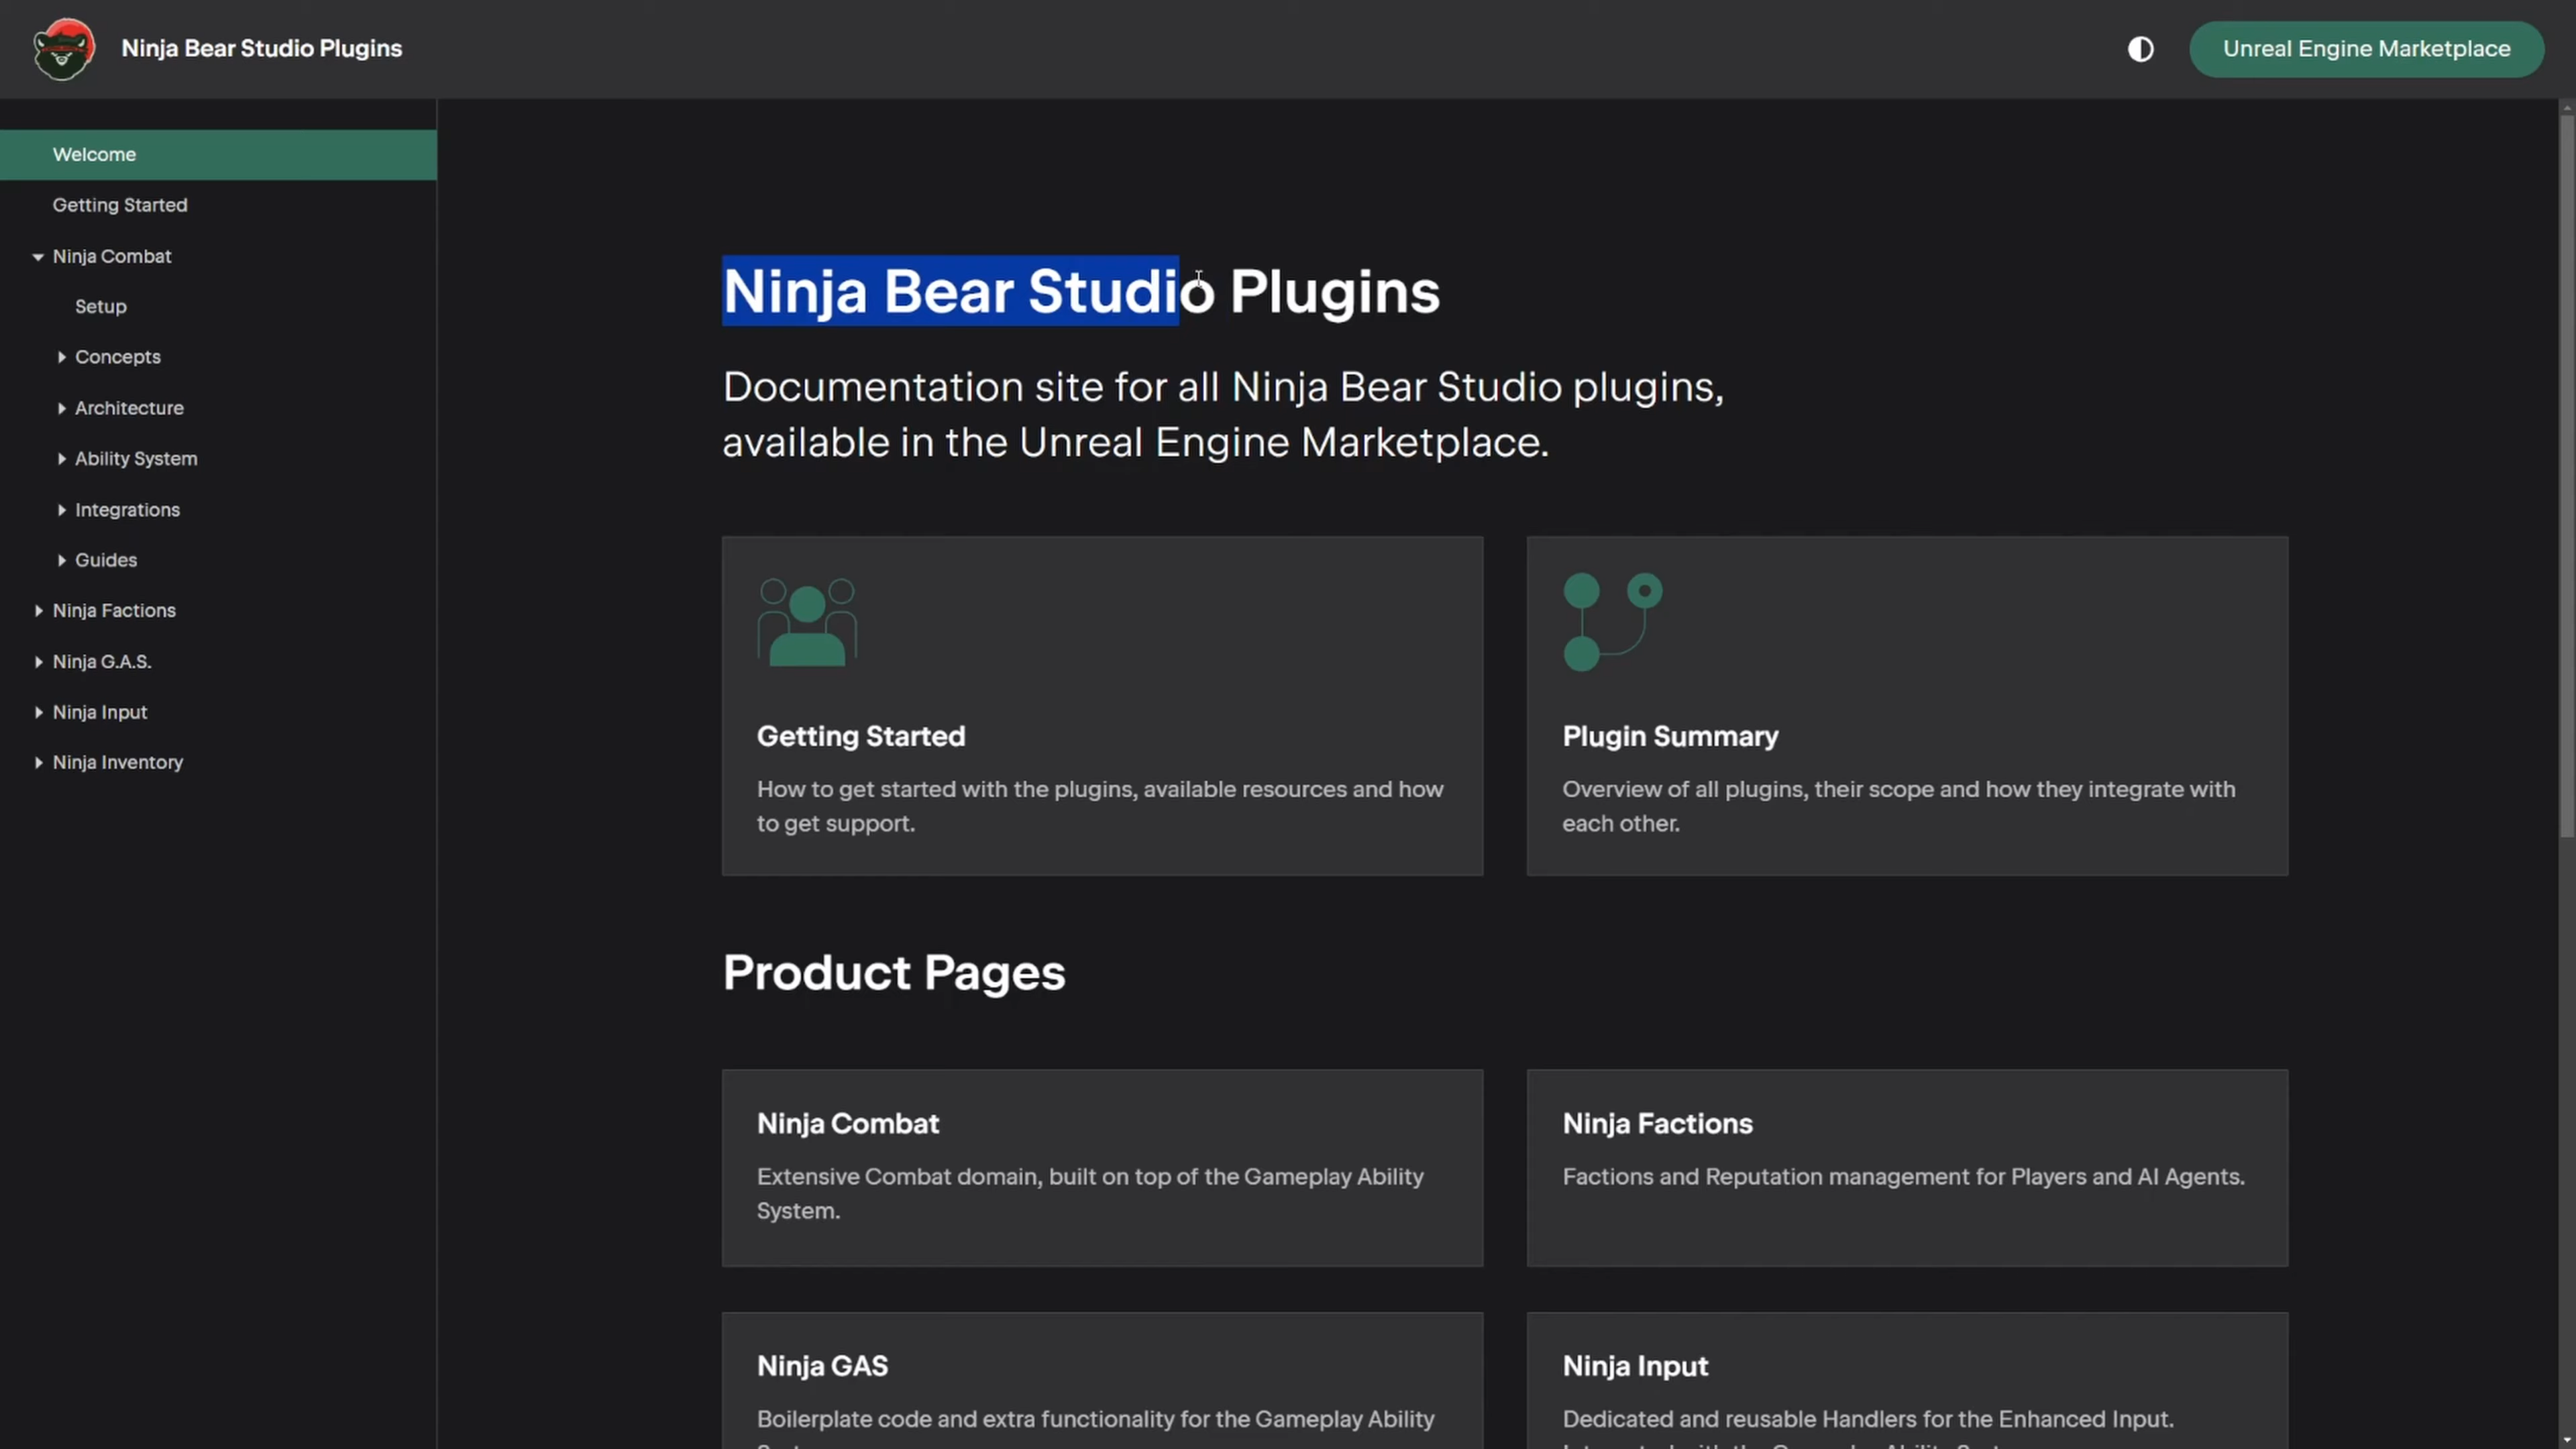 Ninja Bear Studio Plugins
Unreal Engine Marketplace
Welcome
Getting Started
Ninja Combat
Setup
Concepts
Architecture
Ability System
Integrations
Guides
Ninja Factions
Ninja G.A.S.
Ninja Input
Ninja Inventory
Ninja Bear Studio Plugins
Documentation site for all Ninja Bear Studio plugins,
available in the Unreal Engine Marketplace.
Getting Started
How to get started with the plugins, available resources and how
to get support.
Plugin Summary
Overview of all plugins, their scope and how they integrate with
each other.
Product Pages
Ninja Combat
Extensive Combat domain, built on top of the Gameplay Ability
System.
Ninja Factions
Factions and Reputation management for Players and AI Agents.
Ninja GAS
Boilerplate code and extra functionality for the Gameplay Ability
Ninja Input
Dedicated and reusable Handlers for the Enhanced Input.